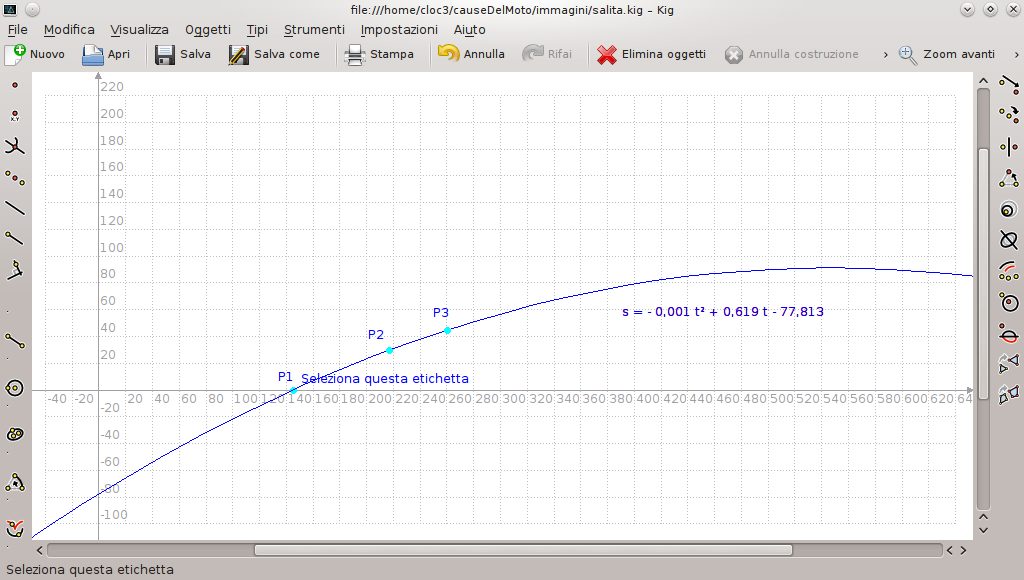 file:///home/cloc3/causeDelMoto/immagini/salita.kig – Kig
File Modifica Visualizza Oggetti Tipi Strumenti Impostazioni Aiuto
Nuovo Apri Salva Salva come Stampa Annulla Rifai Elimina oggetti Annulla costruzione Zoom avanti
x,y
220
200
180
160
140
120
100
80
60
s = - 0,001 t² + 0,619 t - 77,813
P3
40
P2
20
P1 Seleziona questa etichetta
-40 -20 20 40 60 80 100 120 140 160 180 200 220 240 260 280 300 320 340 360 380 400 420 440 460 480 500 520 540 560 580 600 620 64
-20
-40
-60
-80
-100
Seleziona questa etichetta